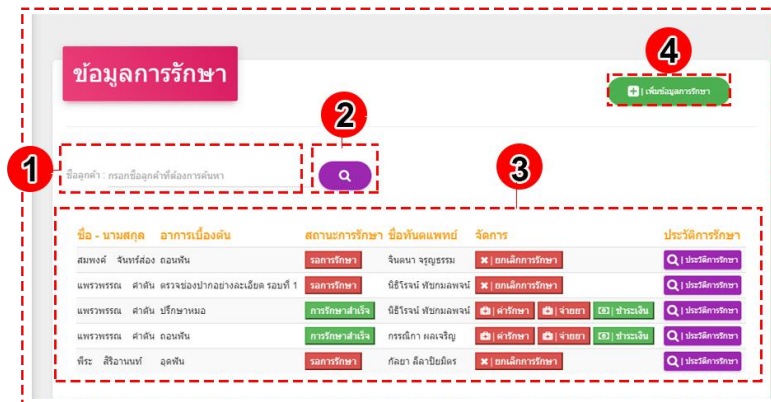 ข้อมูลการรักษา
4
+ | เพิ่มข้อมูลการรักษา
2
1
ชื่อลูกค้า : กรอกชื่อลูกค้าที่ต้องการค้นหา
3
ชื่อ - นามสกุล อาการเบื้องต้น สถานะการรักษา ชื่อทันตแพทย์ จัดการ ประวัติการรักษา
สมพงศ์ จันทร์ส่อง ถอนฟัน รอการรักษา จินตนา จรุญธรรม ✖ | ยกเลิกการรักษา | ประวัติการรักษา
แพรวพรรณ คำตัน ตรวจช่องปากอย่างละเอียด รอบที่ 1 รอการรักษา นิธิโรจน์ พัชกมลพจน์ ✖ | ยกเลิกการรักษา | ประวัติการรักษา
แพรวพรรณ คำตัน ปรึกษาหมอ การรักษาสำเร็จ นิธิโรจน์ พัชกมลพจน์ | ค่ารักษา | จ่ายยา | ชำระเงิน | ประวัติการรักษา
แพรวพรรณ คำตัน ถอนฟัน การรักษาสำเร็จ กรรณิกา ผลเจริญ | ค่ารักษา | จ่ายยา | ชำระเงิน | ประวัติการรักษา
พีระ สิริอานนท์ อุดฟัน รอการรักษา กัลยา ลีลาปิยมิตร ✖ | ยกเลิกการรักษา | ประวัติการรักษา